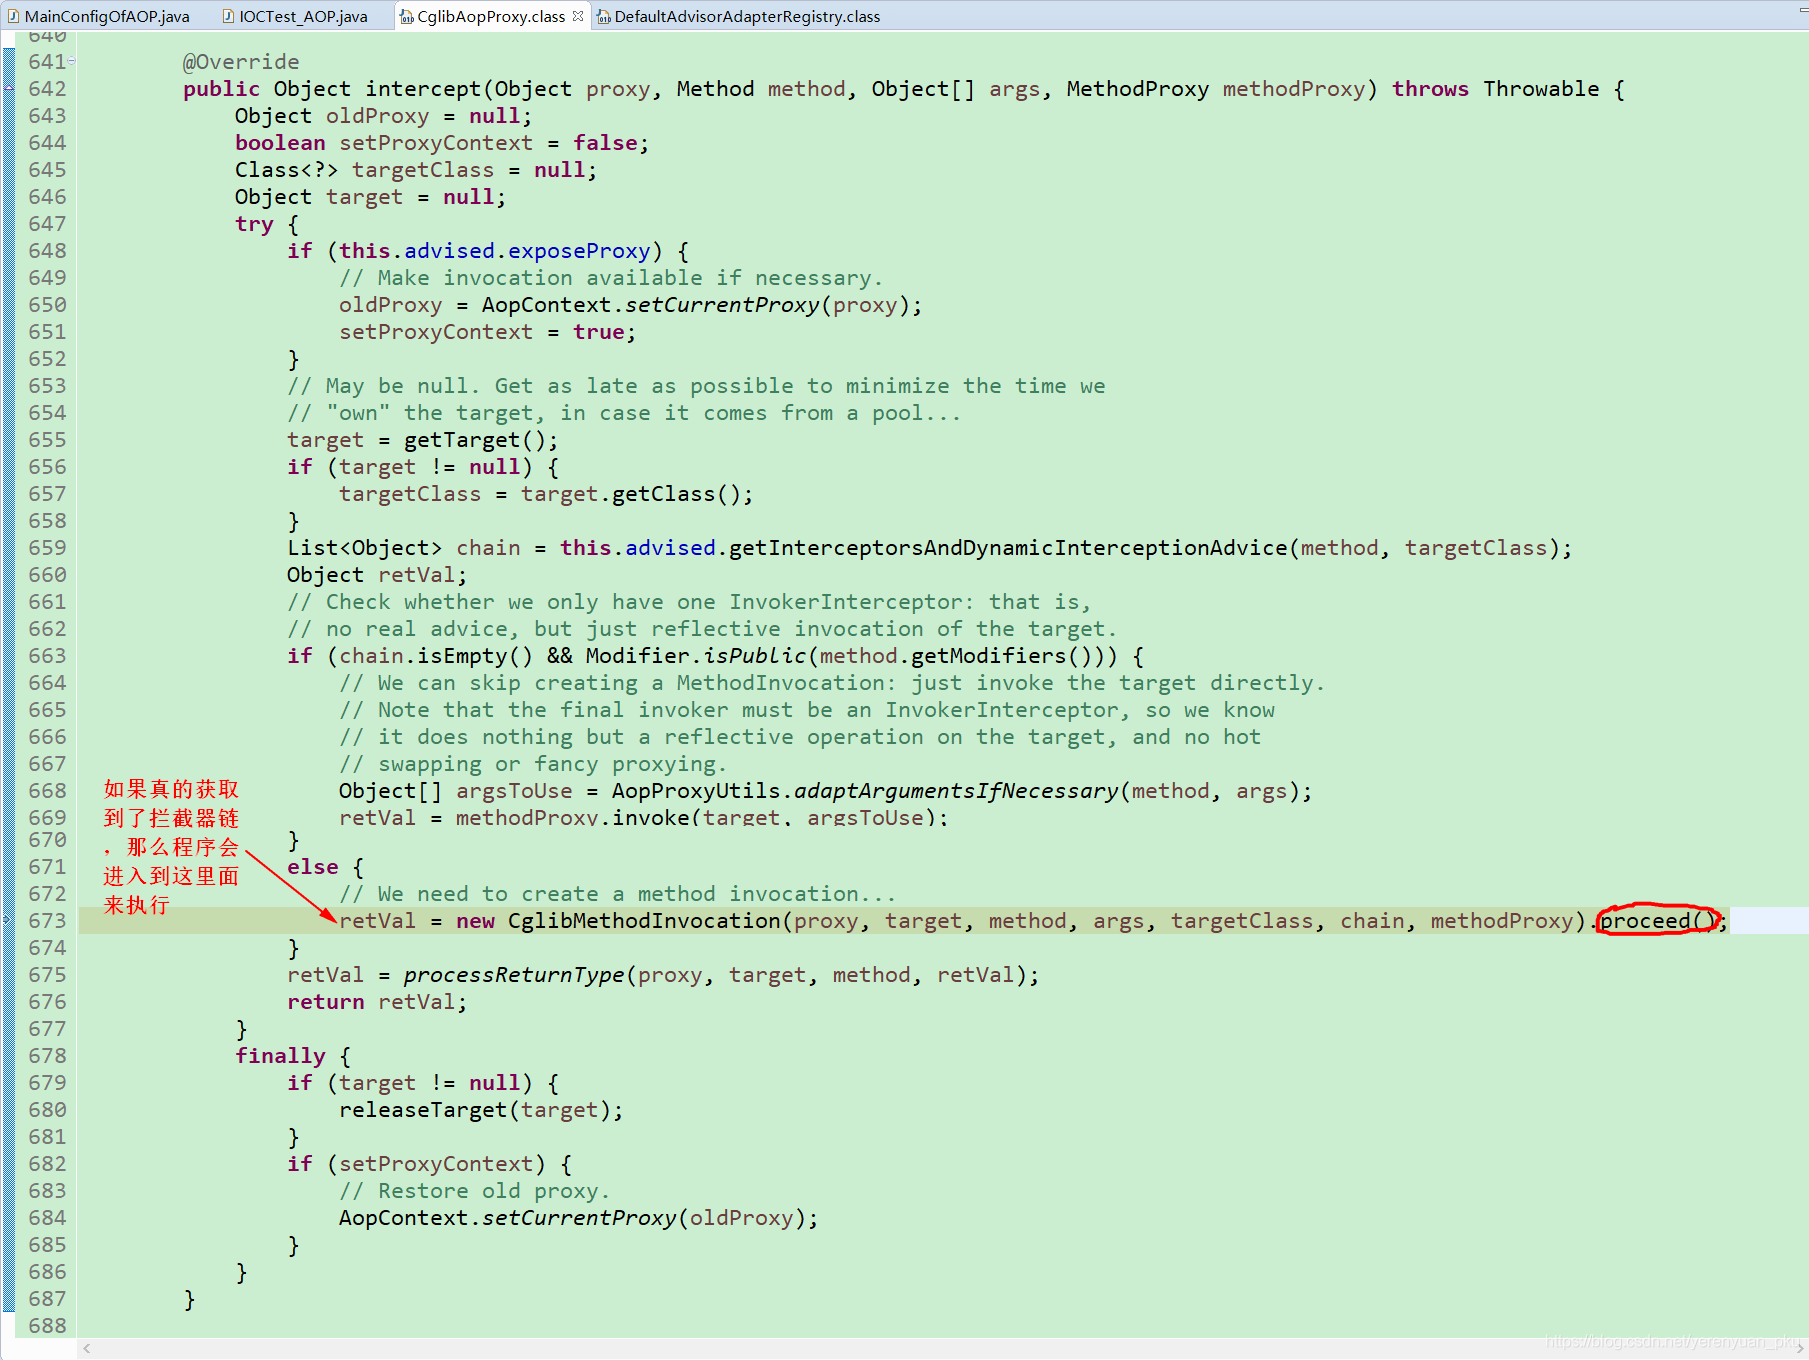 MainConfigOfAOP.java IOCTest_AOP.java CglibAopProxy.class DefaultAdvisorAdapterRegistry.class
640
641 @Override
642 public Object intercept(Object proxy, Method method, Object[] args, MethodProxy methodProxy) throws Throwable {
643 Object oldProxy = null;
644 boolean setProxyContext = false;
645 Class<?> targetClass = null;
646 Object target = null;
647 try {
648 if (this.advised.exposeProxy) {
649 // Make invocation available if necessary.
650 oldProxy = AopContext.setCurrentProxy(proxy);
651 setProxyContext = true;
652 }
653 // May be null. Get as late as possible to minimize the time we
654 // "own" the target, in case it comes from a pool...
655 target = getTarget();
656 if (target != null) {
657 targetClass = target.getClass();
658 }
659 List<Object> chain = this.advised.getInterceptorsAndDynamicInterceptionAdvice(method, targetClass);
660 Object retVal;
661 // Check whether we only have one InvokerInterceptor: that is,
662 // no real advice, but just reflective invocation of the target.
663 if (chain.isEmpty() && Modifier.isPublic(method.getModifiers())) {
664 // We can skip creating a MethodInvocation: just invoke the target directly.
665 // Note that the final invoker must be an InvokerInterceptor, so we know
666 // it does nothing but a reflective operation on the target, and no hot
667 // swapping or fancy proxying.
668 Object[] argsToUse = AopProxyUtils.adaptArgumentsIfNecessary(method, args);
669 retVal = methodProxy.invoke(target, argsToUse);
670 }
671 else {
672 // We need to create a method invocation...
673 retVal = new CglibMethodInvocation(proxy, target, method, args, targetClass, chain, methodProxy).proceed();
674 }
675 retVal = processReturnType(proxy, target, method, retVal);
676 return retVal;
677 }
678 finally {
679 if (target != null) {
680 releaseTarget(target);
681 }
682 if (setProxyContext) {
683 // Restore old proxy.
684 AopContext.setCurrentProxy(oldProxy);
685 }
686 }
687 }
688
如果真的获取
到了拦截器链
，那么程序会
进入到这里面
来执行
https://blog.csdn.net/yerenyuan_pku